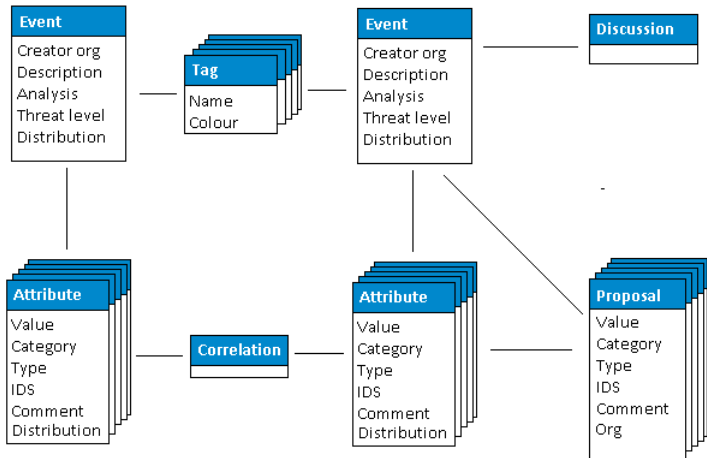 Event
Creator org
Description
Analysis
Threat level
Distribution
Tag
Name
Colour
Event
Creator org
Description
Analysis
Threat level
Distribution
Discussion
Attribute
Value
Category
Type
IDS
Comment
Distribution
Correlation
Attribute
Value
Category
Type
IDS
Comment
Distribution
Proposal
Value
Category
Type
IDS
Comment
Org